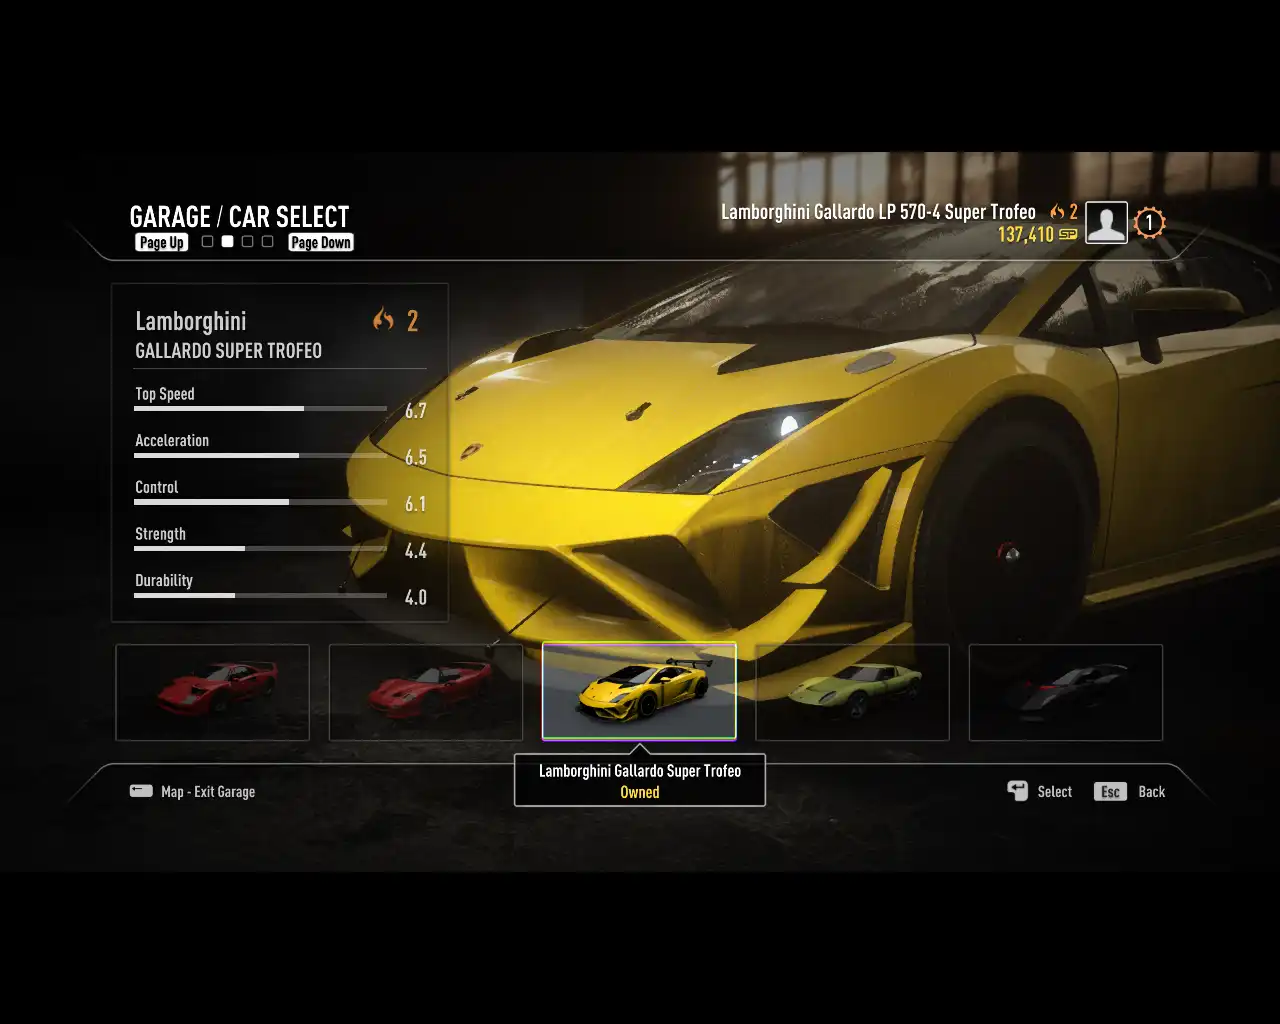 GARAGE / CAR SELECT
Page Up
Page Down
Lamborghini Gallardo LP 570-4 Super Trofeo 2
137,410 SP
1
Lamborghini 2
GALLARDO SUPER TROFEO
Top Speed
6.7
Acceleration
6.5
Control
6.1
Strength
4.4
Durability
4.0
Lamborghini Gallardo Super Trofeo
Owned
Map - Exit Garage
Select
Esc Back